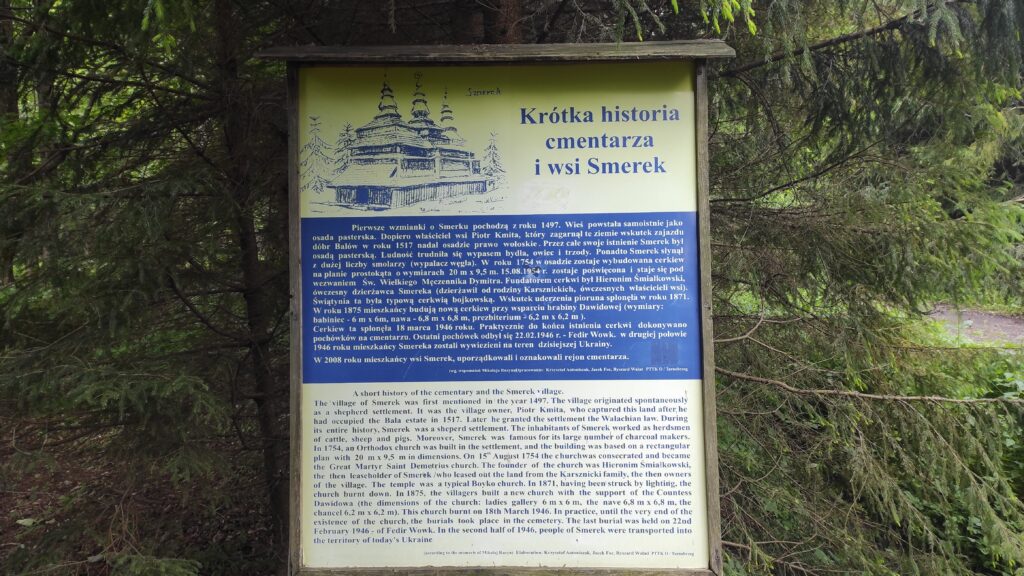 Smerek
Krótka historia
cmentarza
i wsi Smerek
Pierwsze wzmianki o Smerku pochodzą z roku 1497. Wieś powstała samoistnie jako
osada pasterska. Dopiero właściciel wsi Piotr Kmita, który zagarnął te ziemie wskutek zajazdu
dóbr Balów w roku 1517 nadał osadzie prawo wołoskie . Przez całe swoje istnienie Smerek był
osadą pasterską. Ludność trudniła się wypasem bydła, owiec i trzody. Ponadto Smerek słynął
z dużej liczby smolarzy (wypalacz węgla). W roku 1754 w osadzie zostaje wybudowana cerkiew
na planie prostokąta o wymiarach 20 m x 9,5 m. 15.08.1954 r. zostaje poświęcona i staje się pod
wezwaniem Św. Wielkiego Męczennika Dymitra. Fundatorem cerkwi był Hieronim Śmiałkowski,
ówczesny dzierżawca Smereka (dzierżawił od rodziny Karsznickich, ówczesnych właścicieli wsi).
Świątynia ta była typową cerkwią bojkowską. Wskutek uderzenia pioruna spłonęła w roku 1871.
W roku 1875 mieszkańcy budują nową cerkiew przy wsparciu hrabiny Dawidowej (wymiary:
babiniec - 6 m x 6m, nawa - 6,8 m x 6,8 m, prezbiterium - 6,2 m x 6,2 m ).
Cerkiew ta spłonęła 18 marca 1946 roku. Praktycznie do końca istnienia cerkwi dokonywano
pochówków na cmentarzu. Ostatni pochówek odbył się 22.02.1946 r. - Fedir Wowk. w drugiej połowie
1946 roku mieszkańcy Smereka zostali wywiezieni na teren dzisiejszej Ukrainy.
W 2008 roku mieszkańcy wsi Smerek, uporządkowali i oznakowali rejon cmentarza.
Krzysztof Antoniszak, Jacek Fox, Ryszard Walat PTTK O / Tarnobrzeg
A short history of the cementary and the Smerek village.
The village of Smerek was first mentioned in the year 1497. The village originated spontaneously
as a shepherd settlement. It was the village owner, Piotr Kmita, who captured this land after, he
had occupied the Bala estate in 1517. Later he granted the settlement the Walachian law. During
its entire history, Smerek was a sheperd settlement. The inhabitants of Smerek worked as herdsmen
of cattle, sheep and pigs. Moreover, Smerek was famous for its large number of charcoal makers.
In 1754, an Orthodox church was built in the settlement, and the building was based on a rectangular
plan with 20 m x 9,5 m in dimensions. On 15th August 1754 the churchwas consecrated and became
the Great Martyr Saint Demetrius church. The founder of the church was Hieronim Śmiałkowski,
the then leaseholder of Smerek /who leased out the land from the Karsznicki family, the then owners
of the village. The temple was a typical Boyko church. In 1871, having been struck by lighting, the
church burnt down. In 1875, the villagers built a new church with the support of the Countess
Dawidowa (the dimensions of the church: ladies gallery 6 m x 6 m, the nave 6,8 m x 6,8 m, the
chancel 6,2 m x 6,2 m). This church burnt on 18th March 1946. In practice, until the very end of the
existence of the church, the burials took place in the cemetery. The last burial was held on 22nd
February 1946 - of Fedir Wowk. In the second half of 1946, people of Smerek were transported into
the territory of today's Ukraine
Elaboration: Krzysztof Antoniszak, Jacek Fox, Ryszard Walat PTTK O / Tarnobrzeg